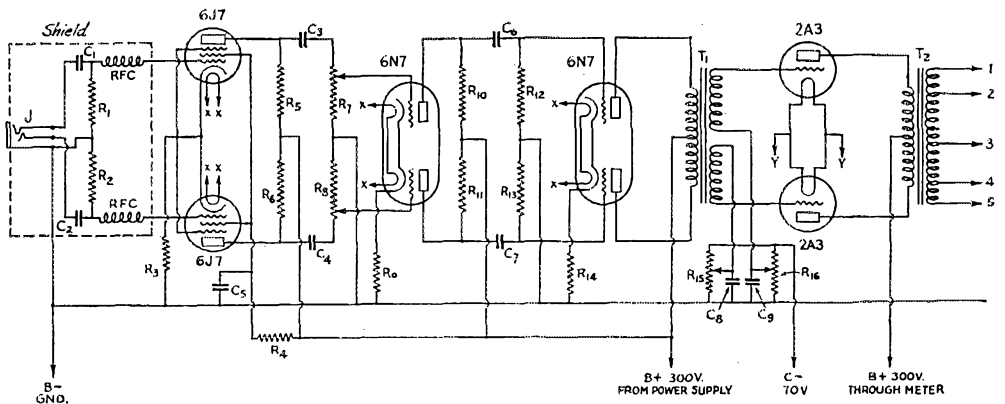 Shield
6J7
C1
RFC
R1
J
R2
RFC
C2
R3
6J7
C5
R4
R5
R6
C3
C4
R7
R8
6N7
X
X
X X
X X
R9
R10
R11
C6
C7
R12
R13
6N7
X
X
R14
T1
2A3
Y
Y
2A3
R15
C8
C9
R16
T2
1
2
3
4
5
B-
GND.
B+ 300V.
FROM POWER SUPPLY
C-
70V
B+ 300V.
THROUGH METER